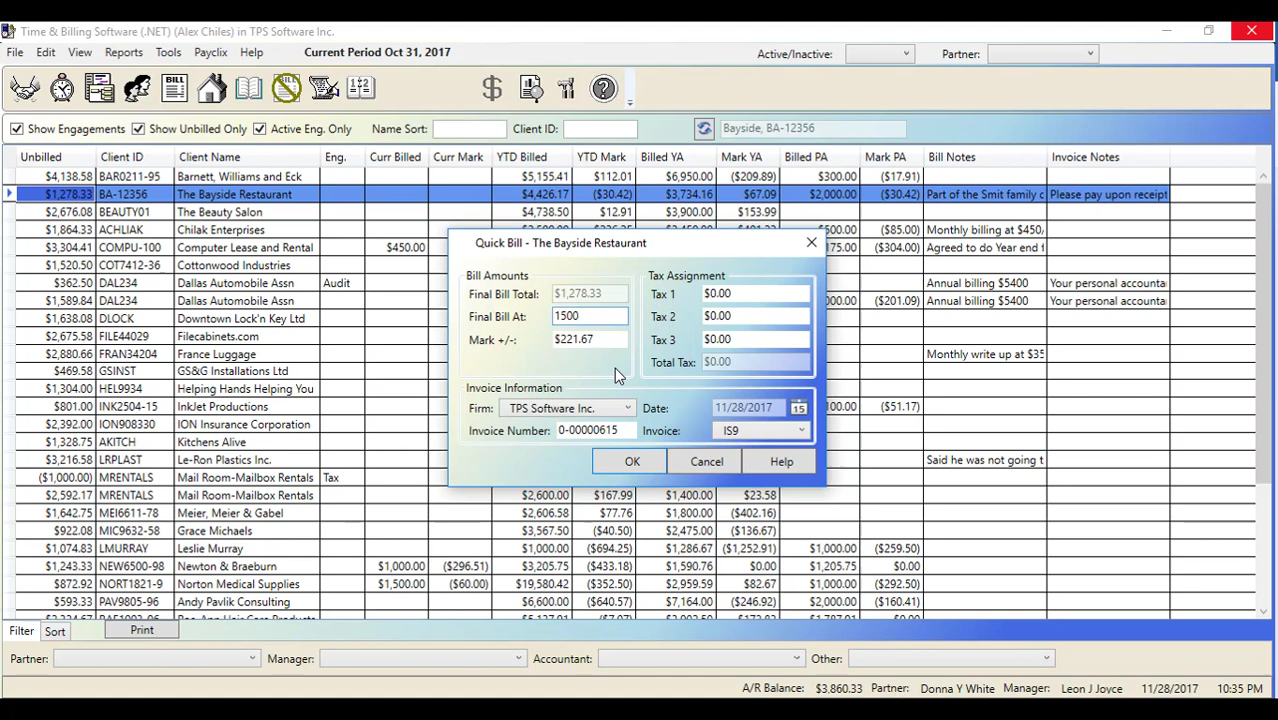 Time & Billing Software (.NET) (Alex Chiles) in TPS Software Inc.
File Edit View Reports Tools Payclix Help Current Period Oct 31, 2017 Active/Inactive: Partner:
BILL
Show Engagements Show Unbilled Only Active Eng. Only Name Sort: Client ID: Bayside, BA-12356
Unbilled Client ID Client Name Eng. Curr Billed Curr Mark YTD Billed YTD Mark Billed YA Mark YA Billed PA Mark PA Bill Notes Invoice Notes
$4,138.58 BAR0211-95 Barnett, Williams and Eck $5,155.41 $112.01 $6,950.00 ($209.89) $300.00 ($17.91)
$1,278.33 BA-12356 The Bayside Restaurant $4,426.17 ($30.42) $3,734.16 $67.09 $2,000.00 ($30.42) Part of the Smit family c Please pay upon receipt
$2,676.08 BEAUTY01 The Beauty Salon $4,738.50 $12.91 $3,900.00 $153.99
$1,864.33 ACHLIAK Chilak Enterprises ($85.00) Monthly billing at $450,
$3,304.41 COMPU-100 Computer Lease and Rental $450.00 175.00 ($304.00) Agreed to do Year end f
$1,520.50 COT7412-36 Cottonwood Industries
$362.50 DAL234 Dallas Automobile Assn Audit Annual billing $5400 Your personal accounta
$1,589.84 DAL234 Dallas Automobile Assn 00.00 ($201.09) Annual billing $5400 Your personal accounta
$1,638.08 DLOCK Downtown Lock'n Key Ltd
$2,675.58 FILE44029 Filecabinets.com
$2,880.66 FRAN34204 France Luggage Monthly write up at $35
$469.58 GSINST GS&G Installations Ltd
$1,304.00 HEL9934 Helping Hands Helping You
$801.00 INK2504-15 InkJet Productions 100.00 ($51.17)
$2,392.00 ION908330 ION Insurance Corporation
$1,328.75 AKITCH Kitchens Alive
$3,216.58 LRPLAST Le-Ron Plastics Inc. Said he was not going t
($1,000.00) MRENTALS Mail Room-Mailbox Rentals Tax
$2,592.17 MRENTALS Mail Room-Mailbox Rentals $2,600.00 $167.99 $1,400.00 $23.58
$1,642.75 MEI6611-78 Meier, Meier & Gabel $2,606.58 $77.76 $1,800.00 ($402.16)
$922.08 MIC9632-58 Grace Michaels $3,567.50 ($40.50) $2,475.00 ($136.67)
$1,074.83 LMURRAY Leslie Murray $1,000.00 ($694.25) $1,286.67 ($1,252.91) $1,000.00 ($259.50)
$1,243.33 NEW6500-98 Newton & Braeburn $1,000.00 ($296.51) $3,205.75 ($433.18) $1,590.76 $0.00 $1,205.75 $0.00
$872.92 NORT1821-9 Norton Medical Supplies $1,500.00 ($60.00) $19,580.42 ($352.50) $2,959.59 $82.67 $1,000.00 ($292.50)
$593.33 PAV9805-96 Andy Pavlik Consulting $6,600.00 ($640.57) $7,164.00 ($246.92) $2,000.00 ($160.41)
Quick Bill - The Bayside Restaurant
Bill Amounts Tax Assignment
Final Bill Total: $1,278.33 Tax 1 $0.00
Final Bill At: 1500 Tax 2 $0.00
Mark +/-: $221.67 Tax 3 $0.00
Total Tax: $0.00
Invoice Information
Firm: TPS Software Inc. Date: 11/28/2017 15
Invoice Number: 0-00000615 Invoice: IS9
OK Cancel Help
Filter Sort Print
Partner: Manager: Accountant: Other:
A/R Balance: $3,860.33 Partner: Donna Y White Manager: Leon J Joyce 11/28/2017 10:35 PM